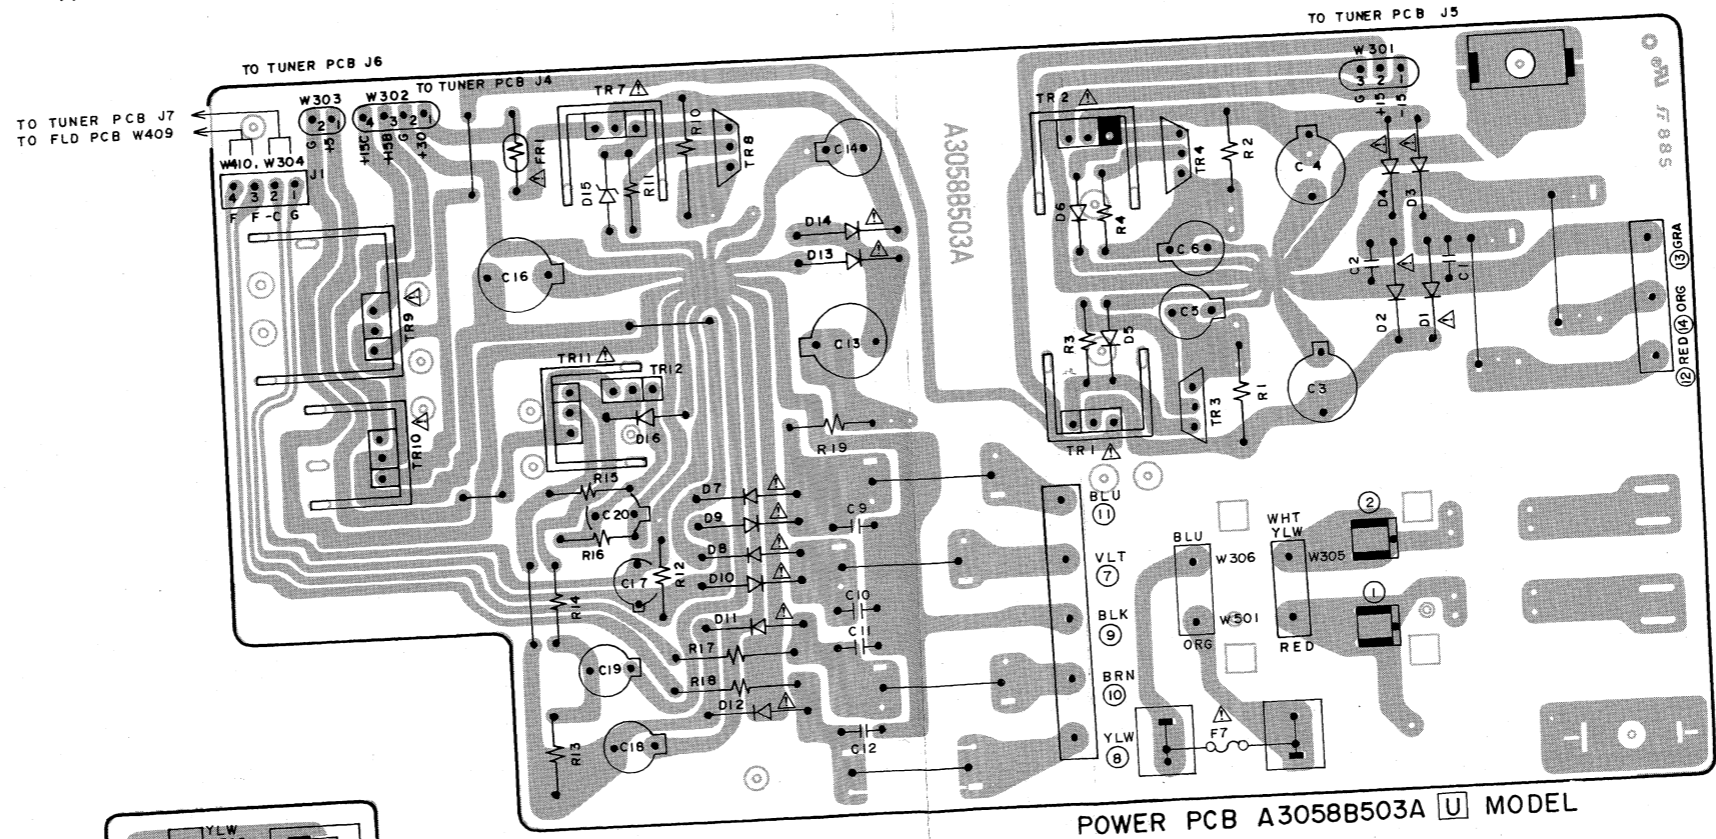 TO TUNER PCB J5
TO TUNER PCB J6
TO TUNER PCB J4
TO TUNER PCB J7
TO FLD PCB W409
W303
W302
W301
2 1
4 3 2 1
3 2 1
G +5
+15C +15B G +30
G +15 -15
W410, W304
J1
4 3 2 1
F F -C G
FR1
TR7
R10
TR8
D15
R11
C14
D14
D13
C16
C13
TR9
TR10
TR11
TR12
D16
R19
R15
C20
R16
C17
R12
R14
D7
D9
D8
D10
D11
R17
R18
D12
C9
C10
C11
C12
C19
C18
R13
A3058B503A
TR2
TR4
R2
D6
R4
C4
C6
C5
R3
D5
TR3
R1
C3
TR1
D4
D3
C2
C1
D2
D1
885
13 GRA
14 ORG
12 RED
BLU
11
VLT
7
BLK
9
BRN
10
YLW
8
BLU
W306
W501
ORG
WHT
YLW
W305
RED
2
1
F7
POWER PCB A3058B503A U MODEL
YLW